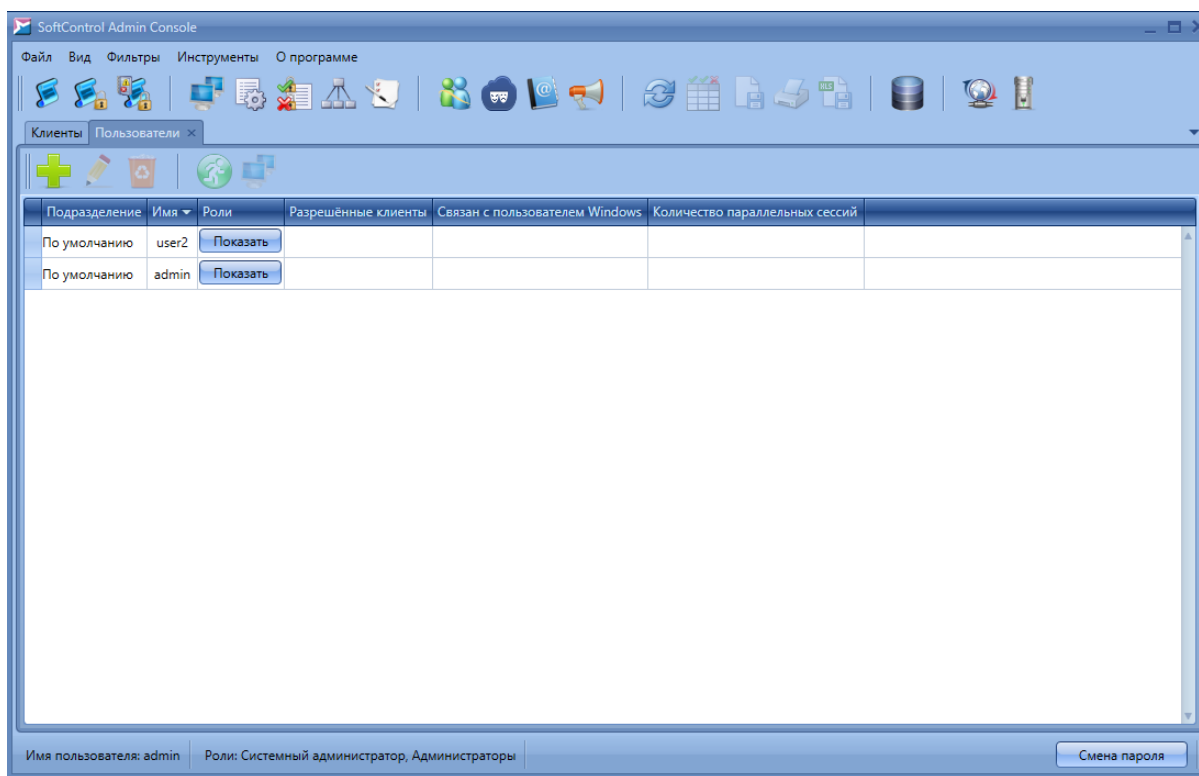 SoftControl Admin Console
Файл Вид Фильтры Инструменты О программе
Клиенты Пользователи
Подразделение Имя Роли Разрешённые клиенты Связан с пользователем Windows Количество параллельных сессий
По умолчанию user2 Показать
По умолчанию admin Показать
Имя пользователя: admin Роли: Системный администратор, Администраторы Смена пароля